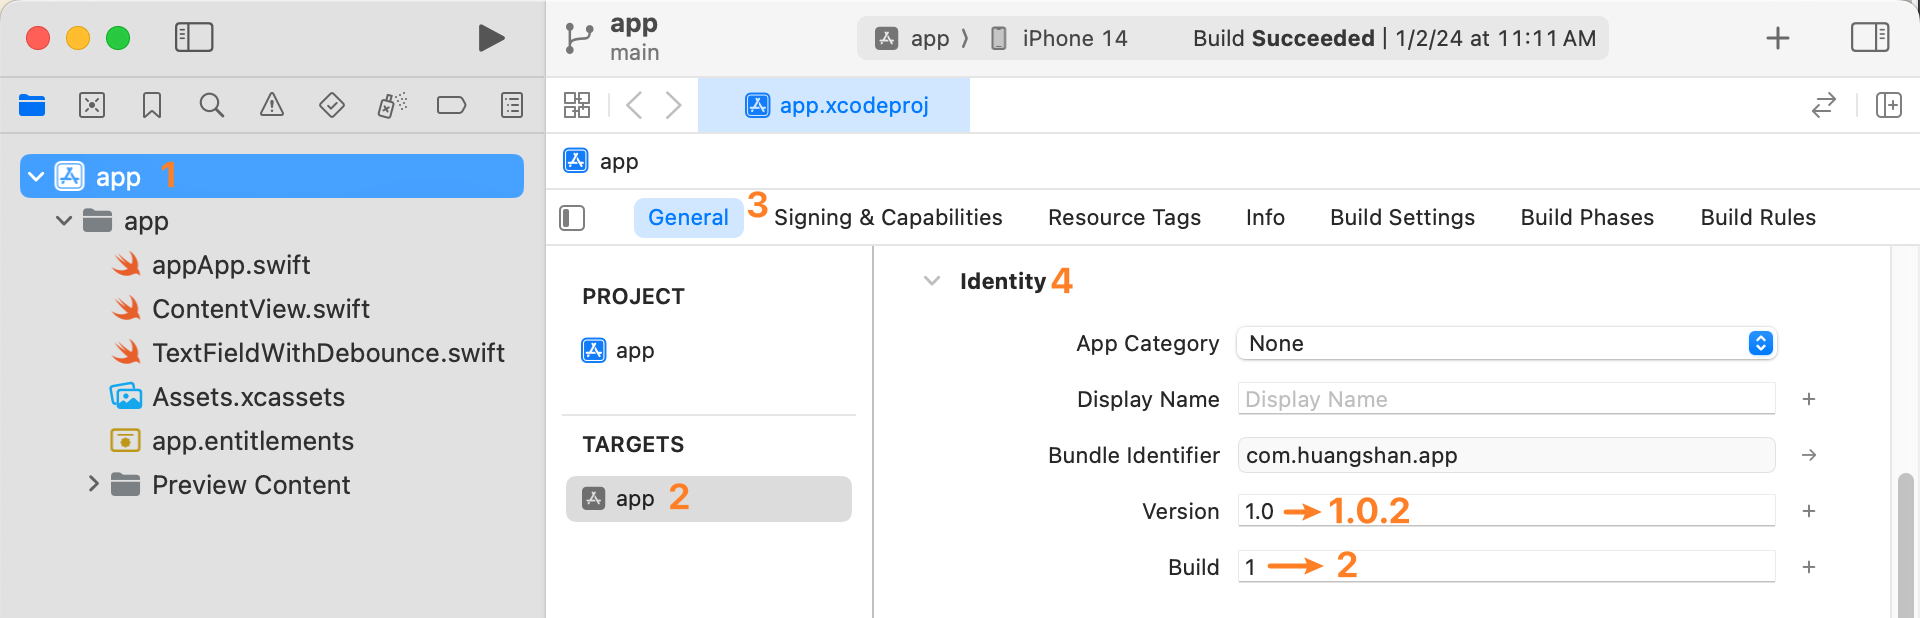 app
main
app 〉 iPhone 14
Build Succeeded | 1/2/24 at 11:11 AM
app.xcodeproj
app 1
app
appApp.swift
ContentView.swift
TextFieldWithDebounce.swift
Assets.xcassets
app.entitlements
Preview Content
app
General 3 Signing & Capabilities Resource Tags Info Build Settings Build Phases Build Rules
PROJECT
app
TARGETS
app 2
Identity 4
App Category None
Display Name Display Name
Bundle Identifier com.huangshan.app
Version 1.0 → 1.0.2
Build 1 → 2